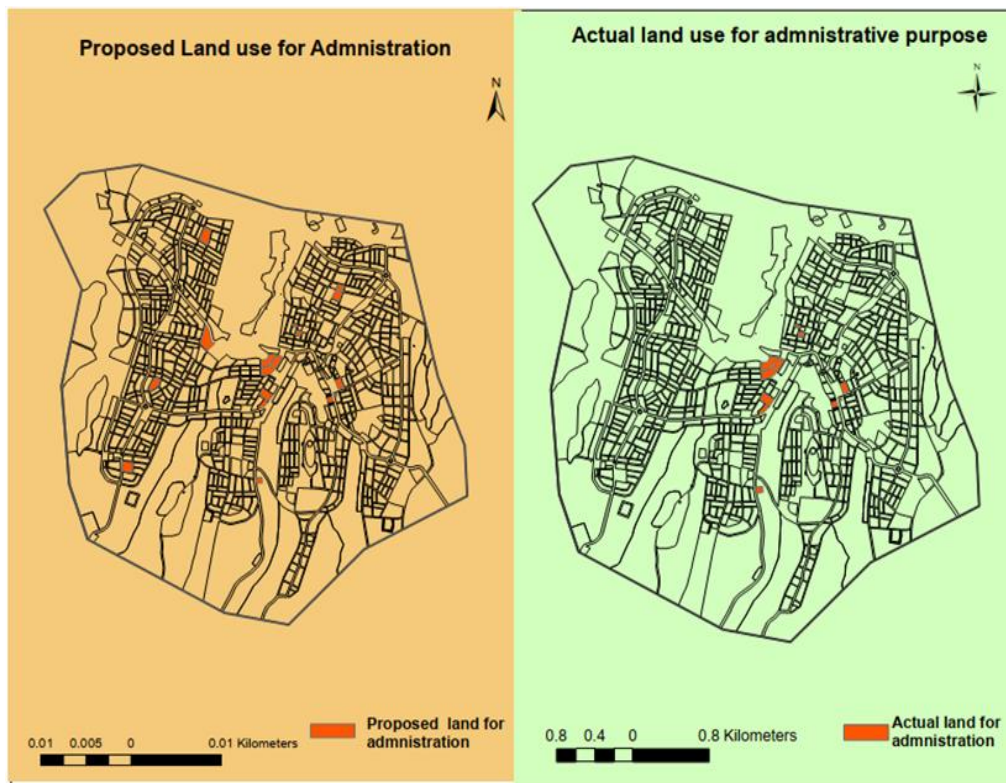 Proposed Land use for Admnistration
N
0.01 0.005 0 0.01 Kilometers
Proposed land for
admnistration
Actual land use for admnistrative purpose
N
0.8 0.4 0 0.8 Kilometers
Actual land for
admnistration